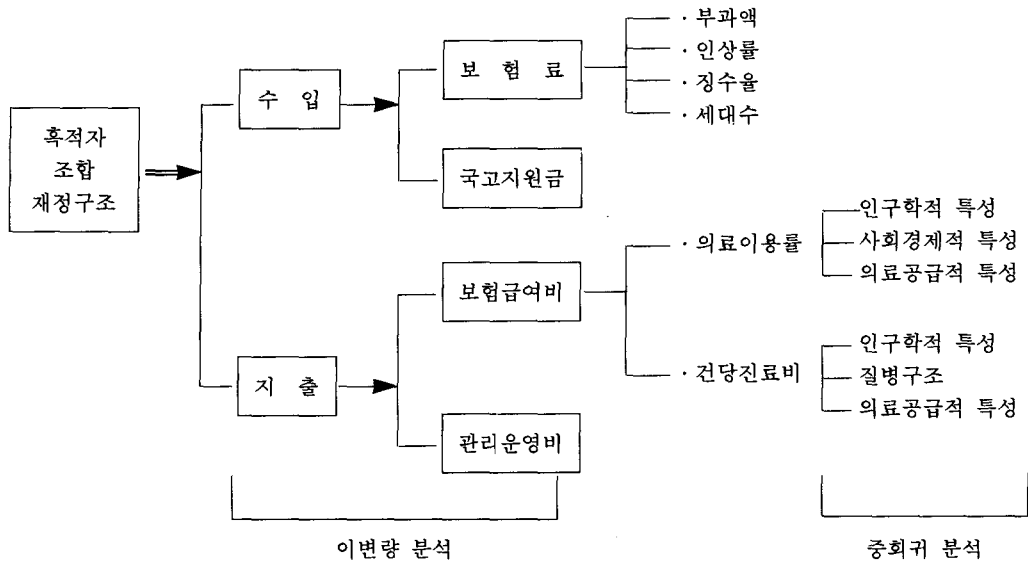 · 부과액
· 인상률
· 징수율
· 세대수
보 험 료
수 입
흑적자
조합
재정구조
국고지원금
· 의료이용률
인구학적 특성
사회경제적 특성
의료공급적 특성
보험급여비
· 건당진료비
인구학적 특성
질병구조
의료공급적 특성
지 출
관리운영비
이변량 분석
중회귀 분석